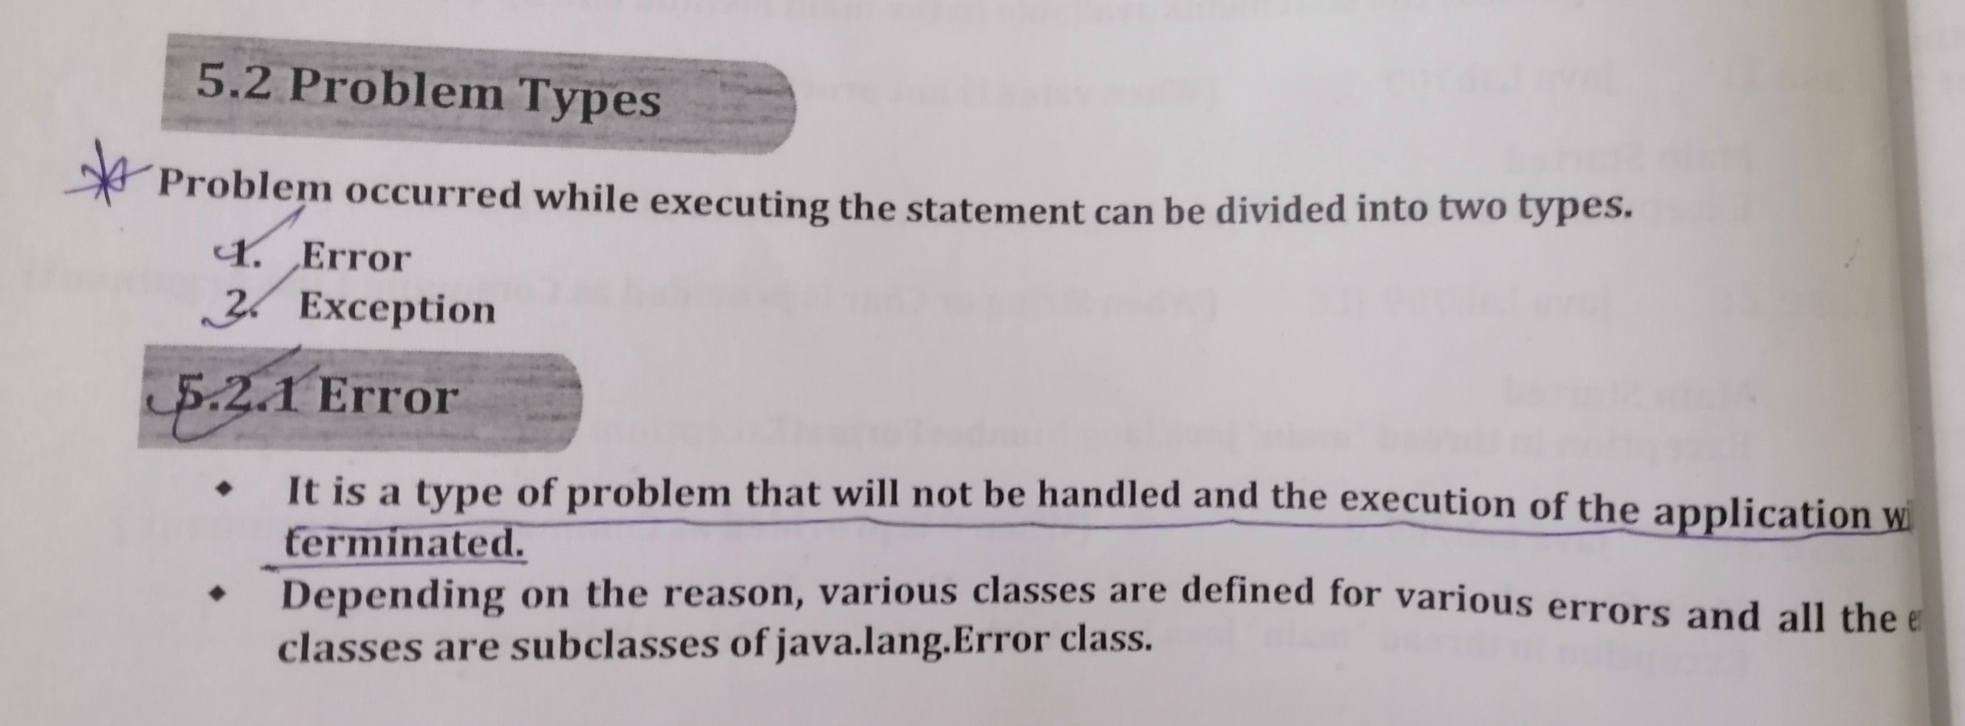 5.2 Problem Types
Problem occurred while executing the statement can be divided into two types.
1. Error
2. Exception
5.2.1 Error
• It is a type of problem that will not be handled and the execution of the application
terminated.
• Depending on the reason, various classes are defined for various errors and all the
classes are subclasses of java.lang.Error class.